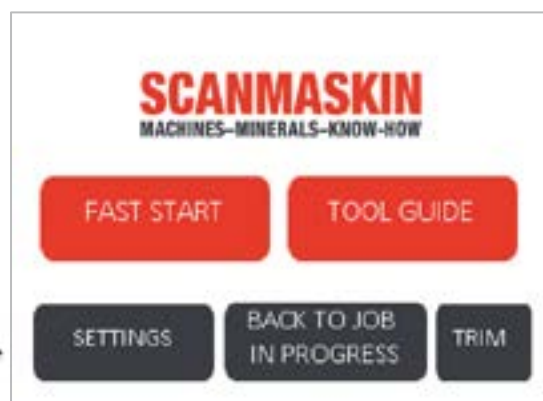 SCANMASKIN
MACHINES–MINERALS–KNOW-HOW
FAST START
TOOL GUIDE
SETTINGS
BACK TO JOB
IN PROGRESS
TRIM